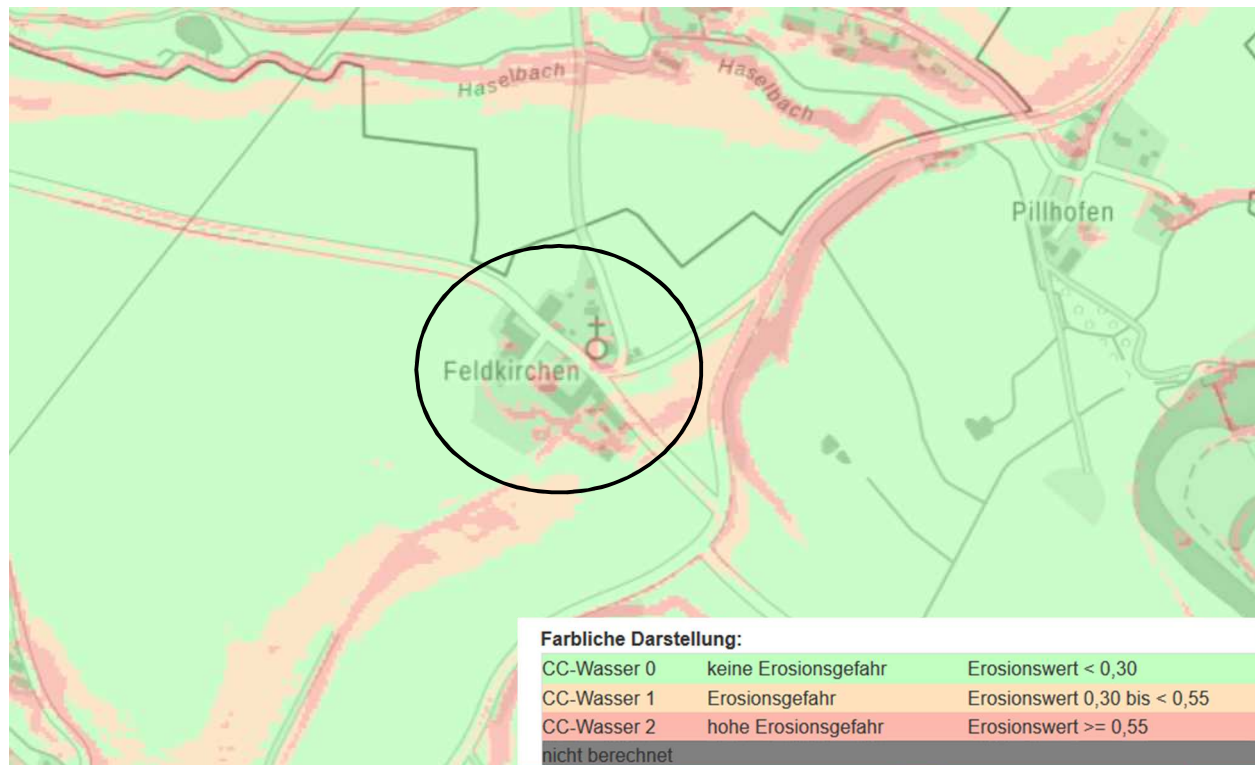 Haselbach
Haselbach
Pillhofen
Feldkirchen
Farbliche Darstellung:
CC-Wasser 0 keine Erosionsgefahr Erosionswert < 0,30
CC-Wasser 1 Erosionsgefahr Erosionswert 0,30 bis < 0,55
CC-Wasser 2 hohe Erosionsgefahr Erosionswert >= 0,55
nicht berechnet